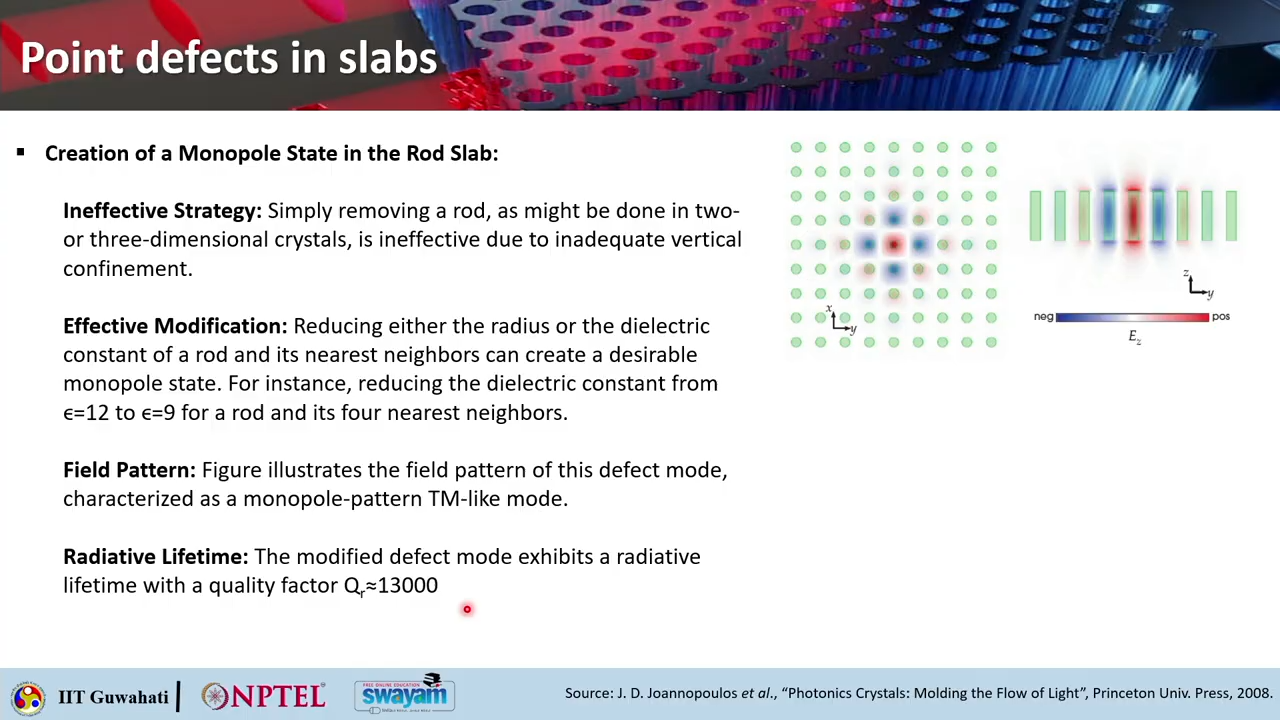 Point defects in slabs
▪ Creation of a Monopole State in the Rod Slab:
Ineffective Strategy: Simply removing a rod, as might be done in two-
or three-dimensional crystals, is ineffective due to inadequate vertical
confinement.
Effective Modification: Reducing either the radius or the dielectric
constant of a rod and its nearest neighbors can create a desirable
monopole state. For instance, reducing the dielectric constant from
ϵ=12 to ϵ=9 for a rod and its four nearest neighbors.
Field Pattern: Figure illustrates the field pattern of this defect mode,
characterized as a monopole-pattern TM-like mode.
Radiative Lifetime: The modified defect mode exhibits a radiative
lifetime with a quality factor Qr≈13000
x
y
z
y
neg pos
Ez
IIT Guwahati
NPTEL
FREE ONLINE EDUCATION
swayam
Source: J. D. Joannopoulos et al., “Photonics Crystals: Molding the Flow of Light”, Princeton Univ. Press, 2008.